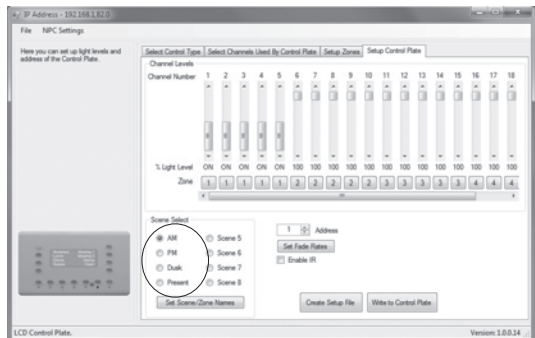 IP Address - 192.168.1.82.0
File NPC Settings
Here you can set up light levels and
address of the Control Plate.
Select Control Type Select Channels Used By Control Plate Setup Zones Setup Control Plate
Channel Levels
Channel Number 1 2 3 4 5 6 7 8 9 10 11 12 13 14 15 16 17 18
% Light Level ON ON ON ON ON 100 100 100 100 100 100 100 100 100 100 100 100 100
Zone 1 1 1 1 1 2 2 2 2 2 3 3 3 3 3 4 4 4
Scene Select
AM Scene 5
PM Scene 6
Dusk Scene 7
Present Scene 8
Set Scene/Zone Names
1 Address
Set Fade Rates
Enable IR
Create Setup File Write to Control Plate
LCD Control Plate. Version: 1.0.0.14